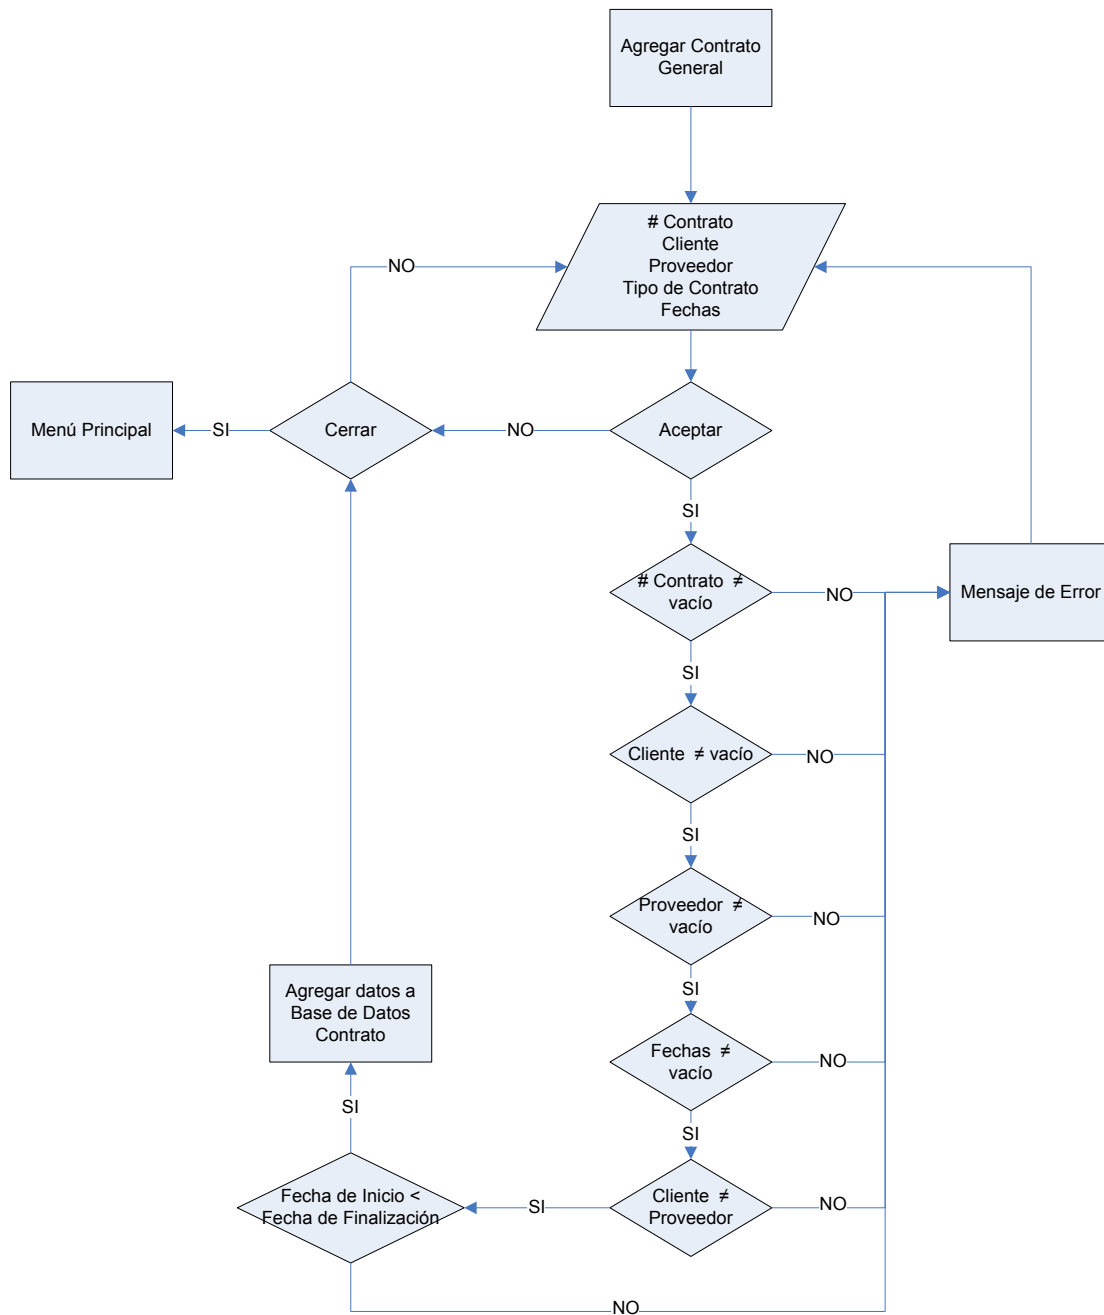 Agregar Contrato
General
# Contrato
Cliente
Proveedor
Tipo de Contrato
Fechas
NO
Menú Principal
SI
Cerrar
NO
Aceptar
SI
# Contrato ≠
vacío
NO
Mensaje de Error
SI
Cliente ≠ vacío
NO
SI
Proveedor ≠
vacío
NO
SI
Agregar datos a
Base de Datos
Contrato
Fechas ≠
vacío
NO
SI
SI
Fecha de Inicio <
Fecha de Finalización
SI
Cliente ≠
Proveedor
NO
NO